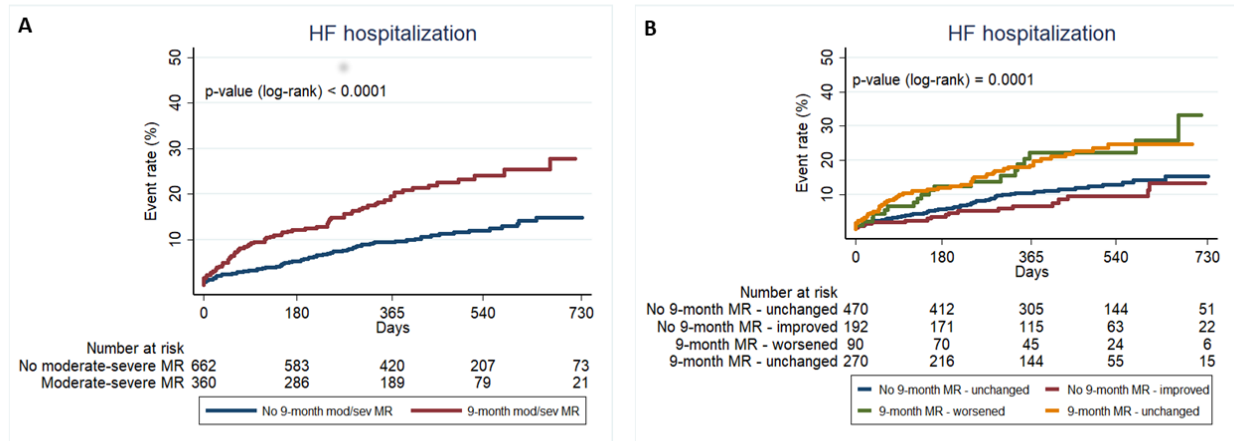 A
HF hospitalization
p-value (log-rank) < 0.0001
Event rate (%)
50
40
30
20
10
0 180 365 540 730
Days
Number at risk
No moderate-severe MR 662 583 420 207 73
Moderate-severe MR 360 286 189 79 21
No 9-month mod/sev MR 9-month mod/sev MR
B
HF hospitalization
p-value (log-rank) = 0.0001
Event rate (%)
50
40
30
20
10
0 180 365 540 730
Days
Number at risk
No 9-month MR - unchanged 470 412 305 144 51
No 9-month MR - improved 192 171 115 63 22
9-month MR - worsened 90 70 45 24 6
9-month MR - unchanged 270 216 144 55 15
No 9-month MR - unchanged No 9-month MR - improved
9-month MR - worsened 9-month MR - unchanged